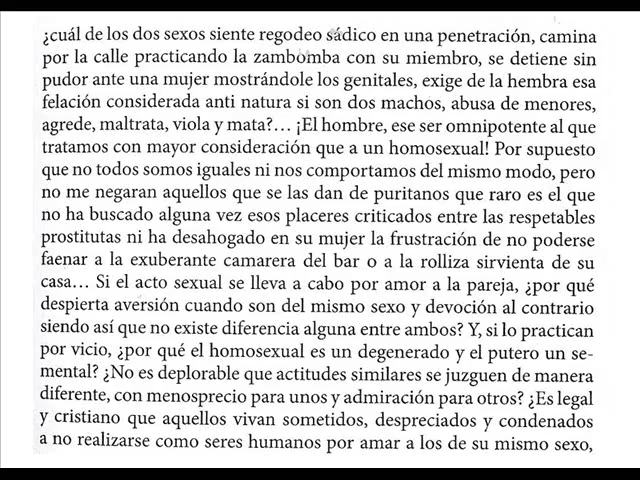 ¿cuál de los dos sexos siente regodeo sádico en una penetración, camina
por la calle practicando la zambomba con su miembro, se detiene sin
pudor ante una mujer mostrándole los genitales, exige de la hembra esa
felación considerada anti natura si son dos machos, abusa de menores,
agrede, maltrata, viola y mata?… ¡El hombre, ese ser omnipotente al que
tratamos con mayor consideración que a un homosexual! Por supuesto
que no todos somos iguales ni nos comportamos del mismo modo, pero
no me negaran aquellos que se las dan de puritanos que raro es el que
no ha buscado alguna vez esos placeres criticados entre las respetables
prostitutas ni ha desahogado en su mujer la frustración de no poderse
faenar a la exuberante camarera del bar o a la rolliza sirvienta de su
casa… Si el acto sexual se lleva a cabo por amor a la pareja, ¿por qué
despierta aversión cuando son del mismo sexo y devoción al contrario
siendo así que no existe diferencia alguna entre ambos? Y, si lo practican
por vicio, ¿por qué el homosexual es un degenerado y el putero un se-
mental? ¿No es deplorable que actitudes similares se juzguen de manera
diferente, con menosprecio para unos y admiración para otros? ¿Es legal
y cristiano que aquellos vivan sometidos, despreciados y condenados
a no realizarse como seres humanos por amar a los de su mismo sexo,